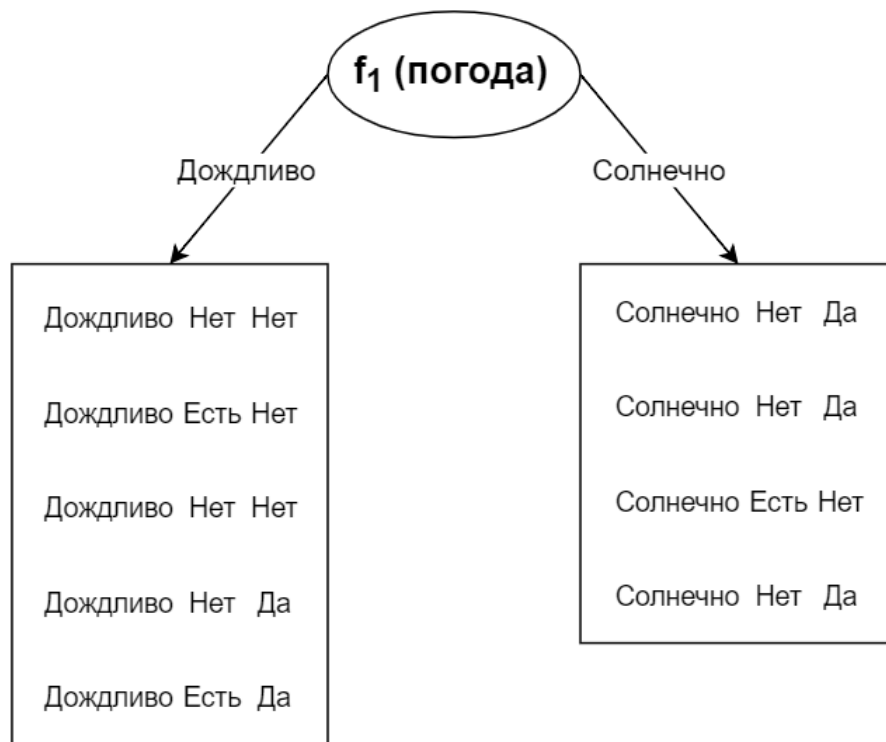 f₁ (погода)
Дождливо
Солнечно
Дождливо Нет Нет
Дождливо Есть Нет
Дождливо Нет Нет
Дождливо Нет Да
Дождливо Есть Да
Солнечно Нет Да
Солнечно Нет Да
Солнечно Есть Нет
Солнечно Нет Да